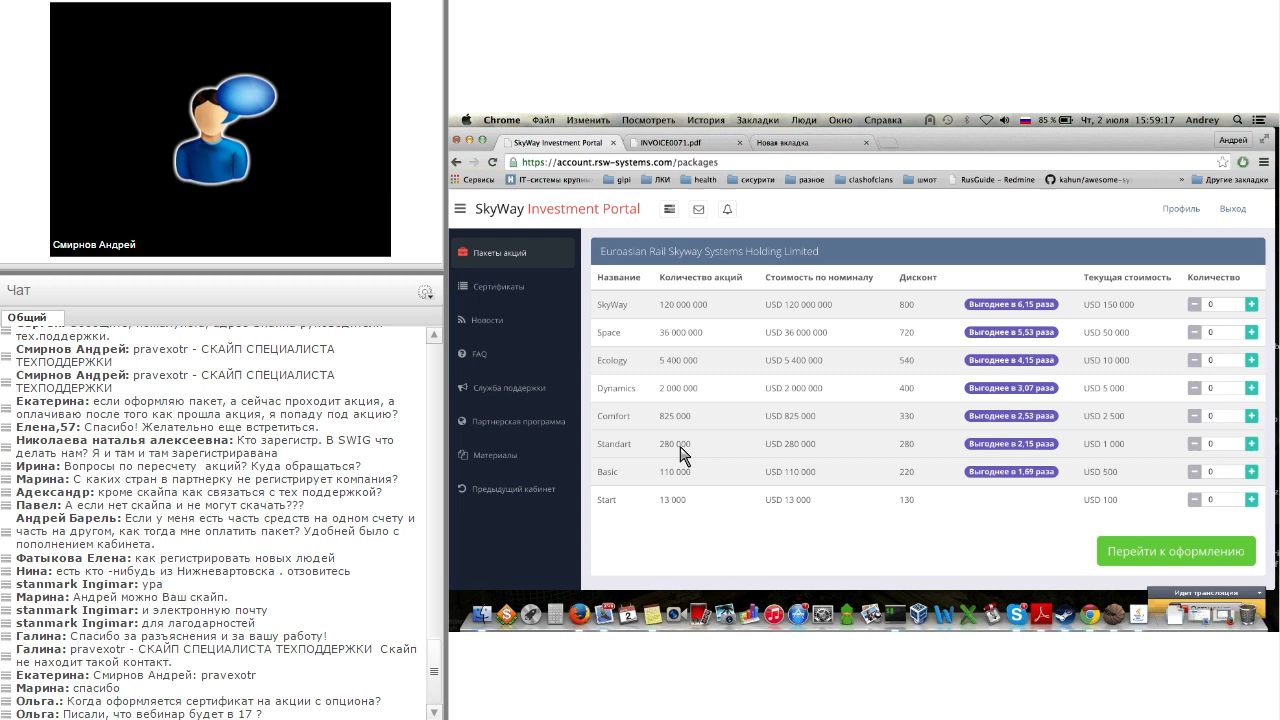 Смирнов Андрей
Чат
Общий
тех.поддержки.
Смирнов Андрей: pravexotr - СКАЙП СПЕЦИАЛИСТА
ТЕХПОДДЕРЖКИ
Смирнов Андрей: pravexotr - СКАЙП СПЕЦИАЛИСТА
ТЕХПОДДЕРЖКИ
Екатерина: если оформляю пакет, а сейчас проходит акция, а
оплачиваю после того как прошла акция, я попаду под акцию?
Елена,57: Спасибо! Желательно еще встретиться.
Николаева наталья алексеевна: Кто зарегистр. В SWIG что
делать нам? Я и там и там зарегистрирована
Ирина: Вопросы по пересчету акций? Куда обращаться?
Марина: С каких стран в партнерку не регистрирует компания?
Адександр: кроме скайпа как связаться с тех поддержкой?
Павел: А если нет скайпа и не могут скачать???
Андрей Барель: Если у меня есть часть средств на одном счету и
часть на другом, как тогда мне оплатить пакет? Удобней было с
пополнением кабинета.
Фатыкова Елена: как регистрировать новых людей
Нина: есть кто -нибудь из Нижневартовска . отзовитесь
stanmark Ingimar: ура
Марина: Андрей можно Ваш скайп.
stanmark Ingimar: и электронную почту
stanmark Ingimar: для лагодарностей
Галина: Спасибо за разъяснения и за вашу работу!
Галина: pravexotr - СКАЙП СПЕЦИАЛИСТА ТЕХПОДДЕРЖКИ Скайп
не находит такой контакт.
Екатерина: Смирнов Андрей: pravexotr
Марина: спасибо
Ольга.: Когда оформляется сертификат на акции с опциона?
Ольга: Писали, что вебинар будет в 17 ?
Chrome Файл Изменить Посмотреть История Закладки Люди Окно Справка 85 % Чт, 2 июля 15:59:17 Andrey
SkyWay Investment Portal × INVOICE0071.pdf × Новая вкладка × Андрей
https://account.rsw-systems.com/packages
Сервисы IT-системы крупны glpi ЛКИ health сисурити разное clashofclans шмот RusGuide - Redmine kahun/awesome-sy » Другие закладки
SkyWay Investment Portal Профиль Выход
Пакеты акций
Сертификаты
Новости
FAQ
Служба поддержки
Партнерская программа
Материалы
Предыдущий кабинет
Euroasian Rail Skyway Systems Holding Limited
Название Количество акций Стоимость по номиналу Дисконт Текущая стоимость Количество
SkyWay 120 000 000 USD 120 000 000 800 Выгоднее в 6,15 раза USD 150 000 − 0 +
Space 36 000 000 USD 36 000 000 720 Выгоднее в 5,53 раза USD 50 000 − 0 +
Ecology 5 400 000 USD 5 400 000 540 Выгоднее в 4,15 раза USD 10 000 − 0 +
Dynamics 2 000 000 USD 2 000 000 400 Выгоднее в 3,07 раза USD 5 000 − 0 +
Comfort 825 000 USD 825 000 330 Выгоднее в 2,53 раза USD 2 500 − 0 +
Standart 280 000 USD 280 000 280 Выгоднее в 2,15 раза USD 1 000 − 0 +
Basic 110 000 USD 110 000 220 Выгоднее в 1,69 раза USD 500 − 0 +
Start 13 000 USD 13 000 130 USD 100 − 0 +
Перейти к оформлению
Идет трансляция